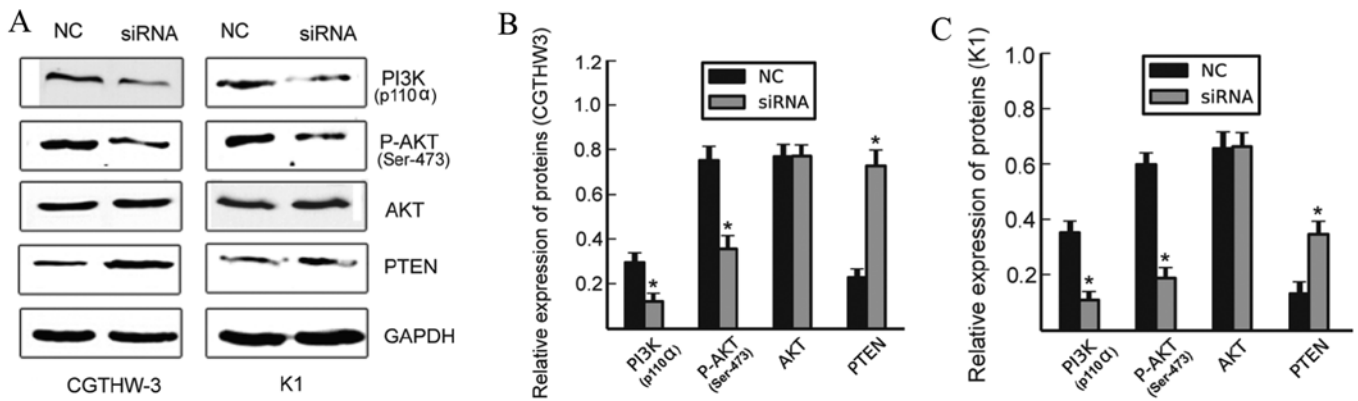 A
NC siRNA NC siRNA
PI3K
(p110α)
P-AKT
(Ser-473)
AKT
PTEN
GAPDH
CGTHW-3 K1
B
Relative expression of proteins (CGTHW3)
1.2
1.0
0.8
0.6
0.4
0.2
NC
siRNA
*
*
*
PI3K
(p110α)
P-AKT
(Ser-473)
AKT
PTEN
C
Relative expression of proteins (K1)
1.0
0.8
0.6
0.4
0.2
NC
siRNA
*
*
*
PI3K
(p110α)
P-AKT
(Ser-473)
AKT
PTEN